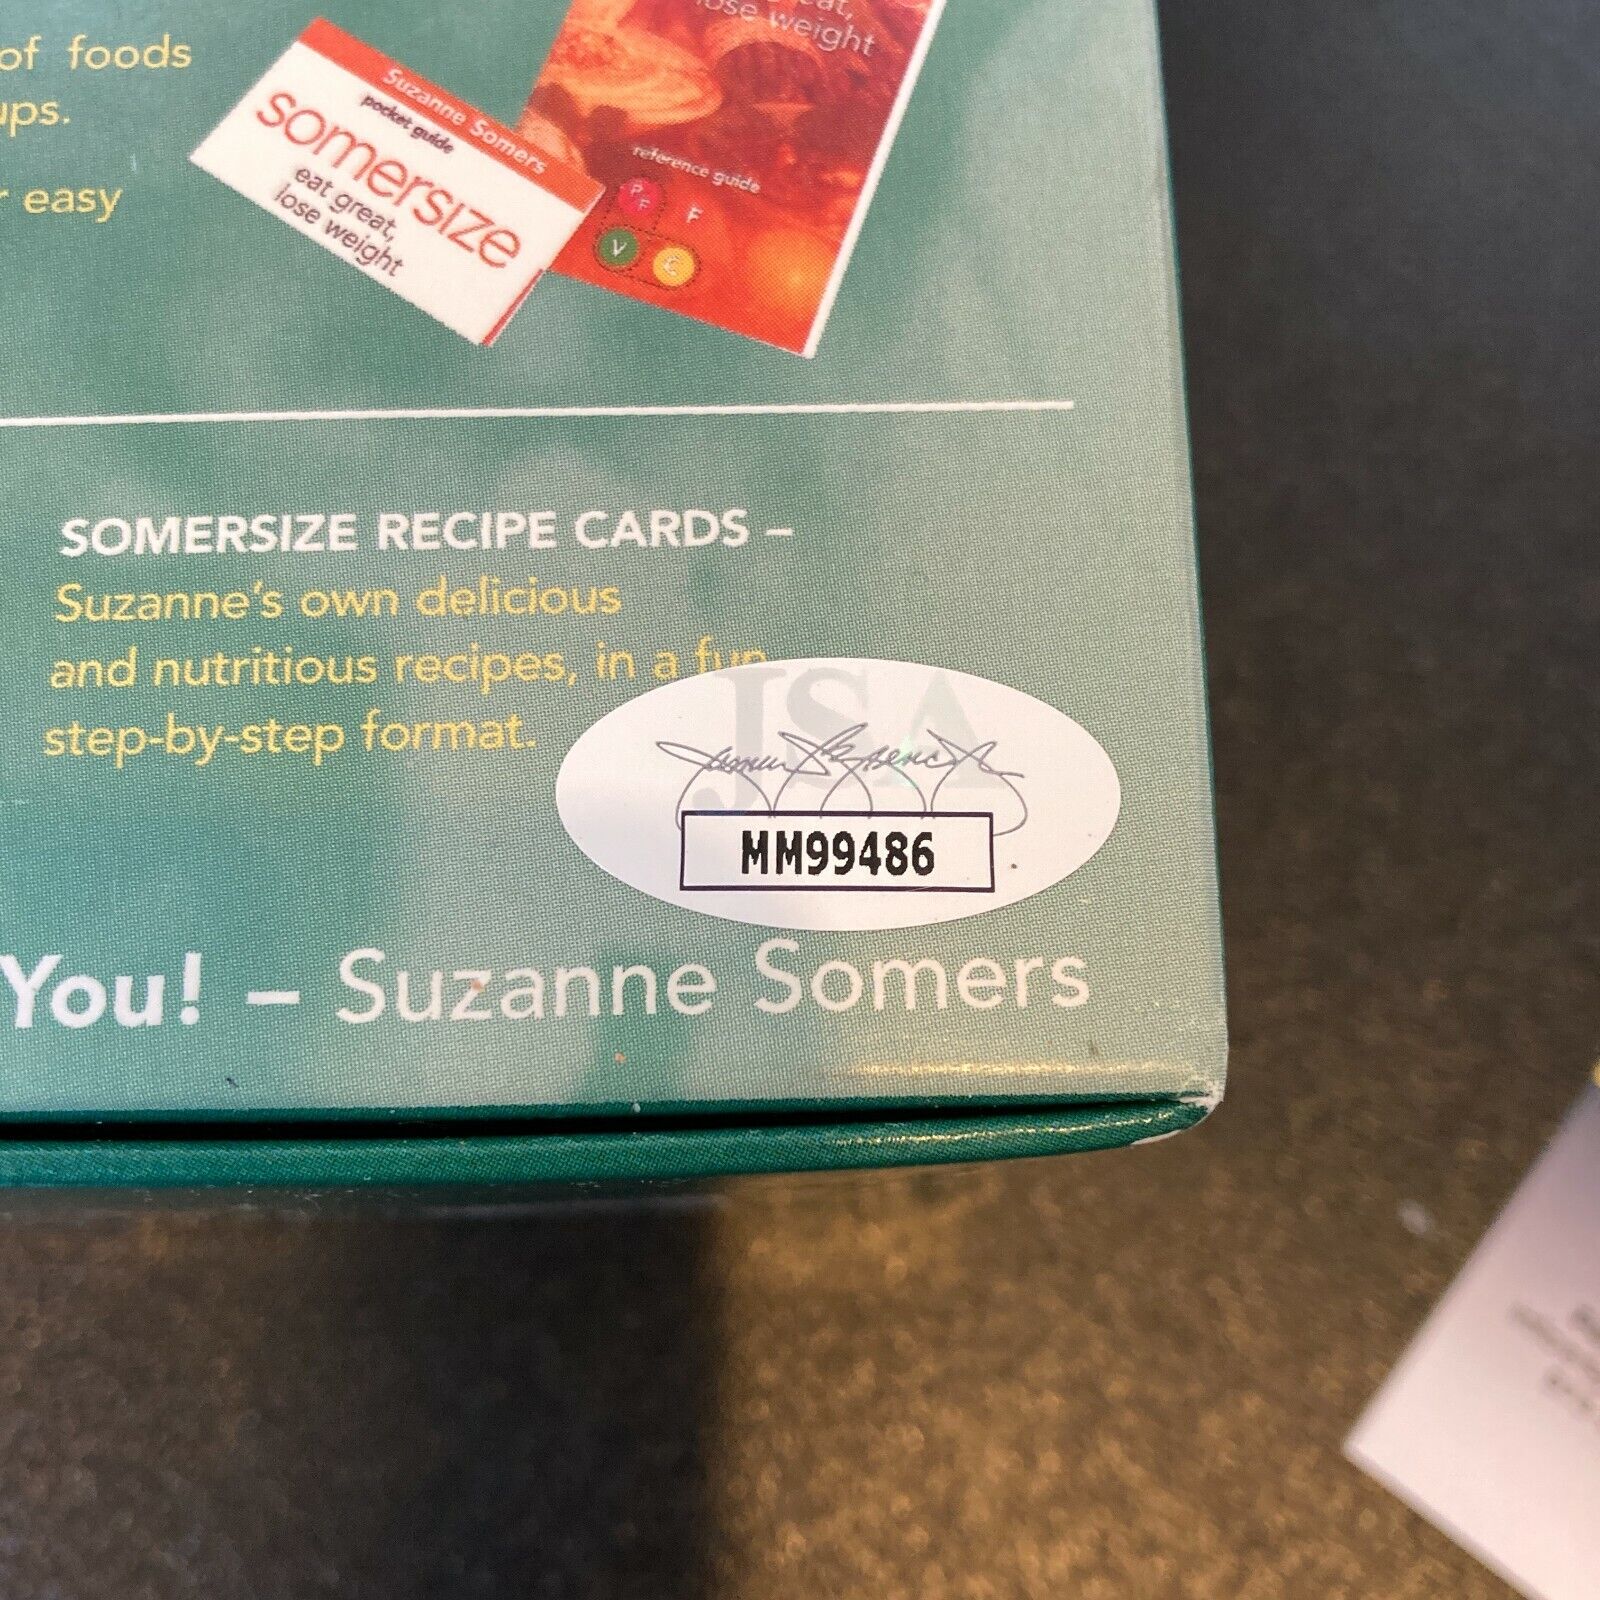 of foods
ups.
r easy
Suzanne Somers
pocket guide
somersize
eat great,
lose weight
eat,
lose weight
reference guide
P
F
F
V
C
SOMERSIZE RECIPE CARDS –
Suzanne's own delicious
and nutritious recipes, in a fun
step-by-step format.
JSA
MM99486
You! – Suzanne Somers